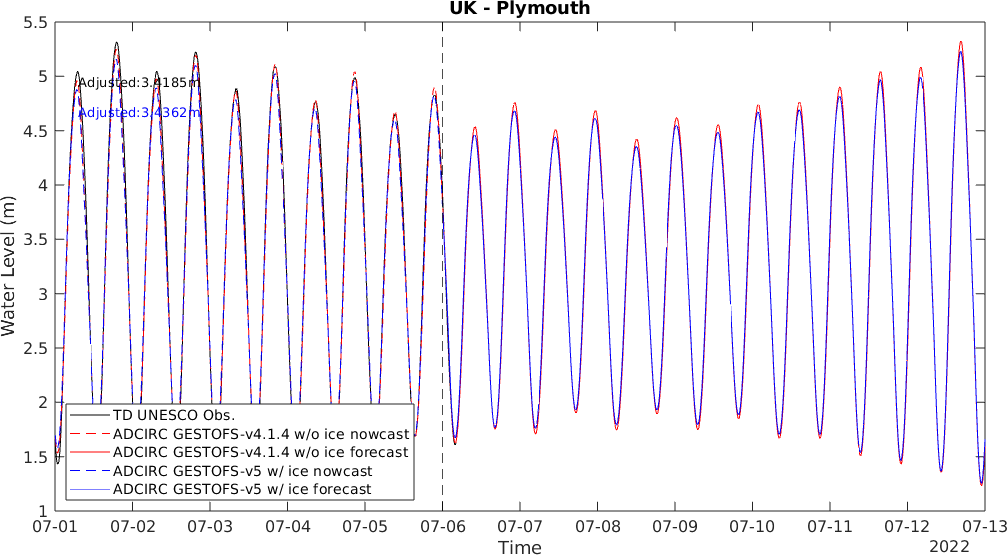 UK - Plymouth
5.5
5
4.5
4
3.5
3
2.5
2
1.5
1
Water Level (m)
Adjusted:3.4185m
Adjusted:3.4362m
TD UNESCO Obs.
ADCIRC GESTOFS-v4.1.4 w/o ice nowcast
ADCIRC GESTOFS-v4.1.4 w/o ice forecast
ADCIRC GESTOFS-v5 w/ ice nowcast
ADCIRC GESTOFS-v5 w/ ice forecast
07-01 07-02 07-03 07-04 07-05 07-06 07-07 07-08 07-09 07-10 07-11 07-12 07-13
Time
2022